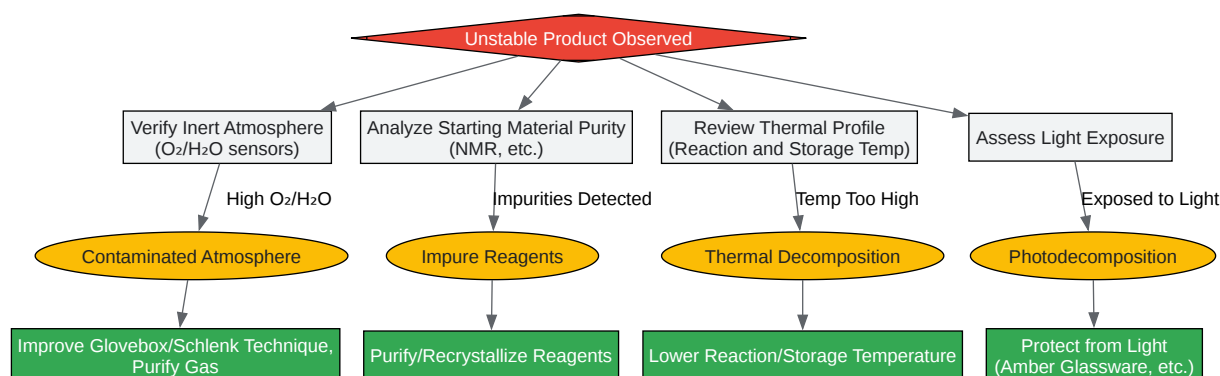 Unstable Product Observed
Verify Inert Atmosphere
(O₂/H₂O sensors)
Analyze Starting Material Purity
(NMR, etc.)
Review Thermal Profile
(Reaction and Storage Temp)
Assess Light Exposure
High O₂/H₂O
Impurities Detected
Temp Too High
Exposed to Light
Contaminated Atmosphere
Impure Reagents
Thermal Decomposition
Photodecomposition
Improve Glovebox/Schlenk Technique,
Purify Gas
Purify/Recrystallize Reagents
Lower Reaction/Storage Temperature
Protect from Light
(Amber Glassware, etc.)